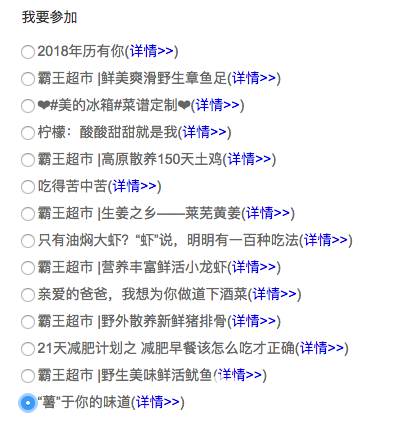 我要参加
2018年历有你(详情>>)
霸王超市 |鲜美爽滑野生章鱼足(详情>>)
❤#美的冰箱#菜谱定制❤(详情>>)
柠檬：酸酸甜甜就是我(详情>>)
霸王超市 |高原散养150天土鸡(详情>>)
吃得苦中苦(详情>>)
霸王超市 |生姜之乡——莱芜黄姜(详情>>)
只有油焖大虾？“虾”说，明明有一百种吃法(详情>>)
霸王超市 |营养丰富鲜活小龙虾(详情>>)
亲爱的爸爸，我想为你做道下酒菜(详情>>)
霸王超市 |野外散养新鲜猪排骨(详情>>)
21天减肥计划之 减肥早餐该怎么吃才正确(详情>>)
霸王超市 |野生美味鲜活鱿鱼(详情>>)
“薯”于你的味道(详情>>)